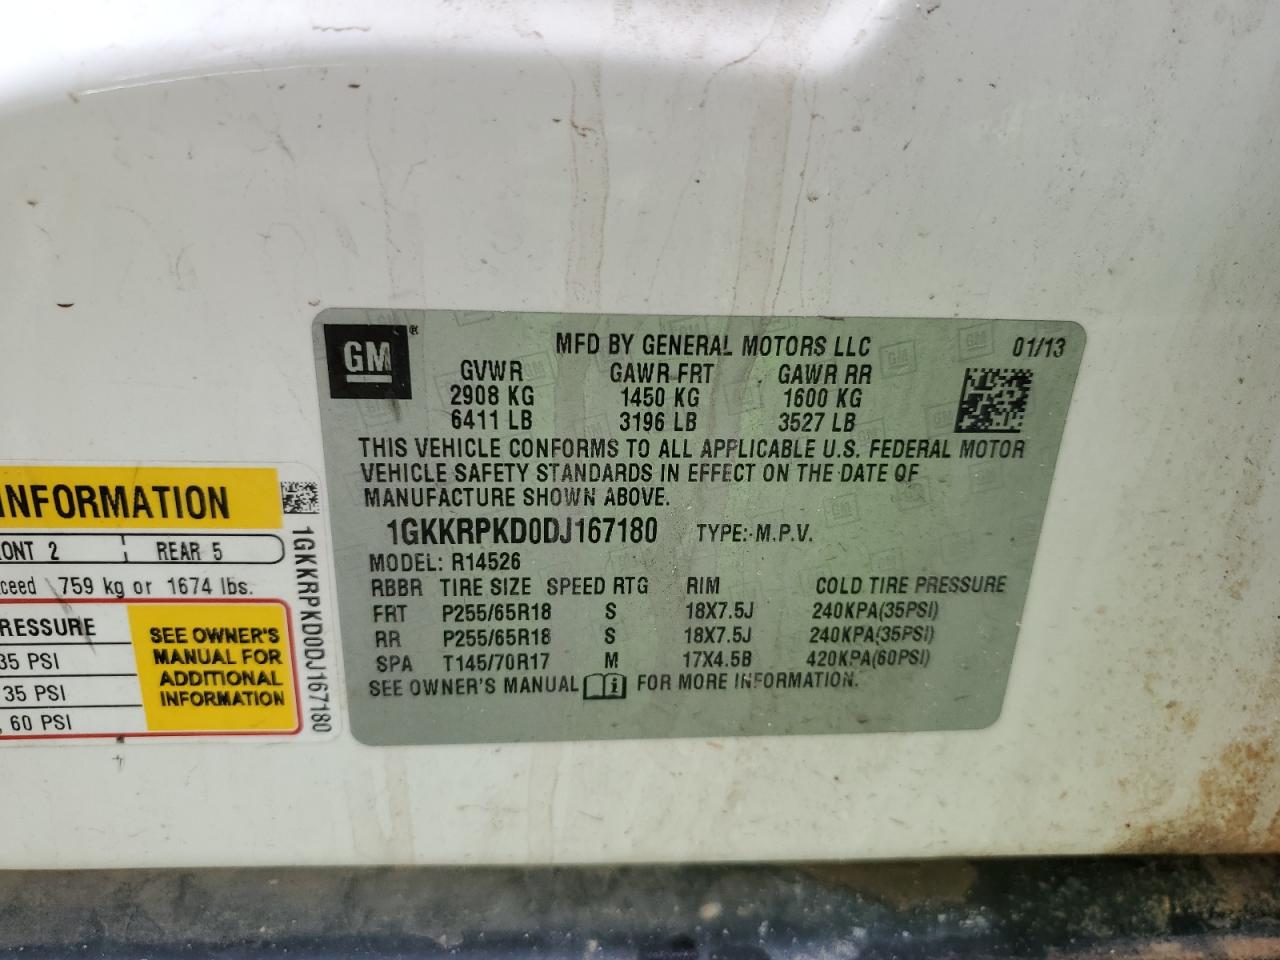 GM
MFD BY GENERAL MOTORS LLC 01/13
GVWR GAWR FRT GAWR RR
2908 KG 1450 KG 1600 KG
6411 LB 3196 LB 3527 LB
THIS VEHICLE CONFORMS TO ALL APPLICABLE U.S. FEDERAL MOTOR
VEHICLE SAFETY STANDARDS IN EFFECT ON THE DATE OF
MANUFACTURE SHOWN ABOVE.
1GKKRPKD0DJ167180 TYPE: M.P.V.
MODEL: R14526
RBBR TIRE SIZE SPEED RTG RIM COLD TIRE PRESSURE
FRT P255/65R18 S 18X7.5J 240KPA(35PSI)
RR P255/65R18 S 18X7.5J 240KPA(35PSI)
SPA T145/70R17 M 17X4.5B 420KPA(60PSI)
SEE OWNER'S MANUAL FOR MORE INFORMATION.
INFORMATION
ONT 2 REAR 5
ceed 759 kg or 1674 lbs.
RESSURE
35 PSI
35 PSI
, 60 PSI
SEE OWNER'S
MANUAL FOR
ADDITIONAL
INFORMATION
1GKKRPKD0DJ167180